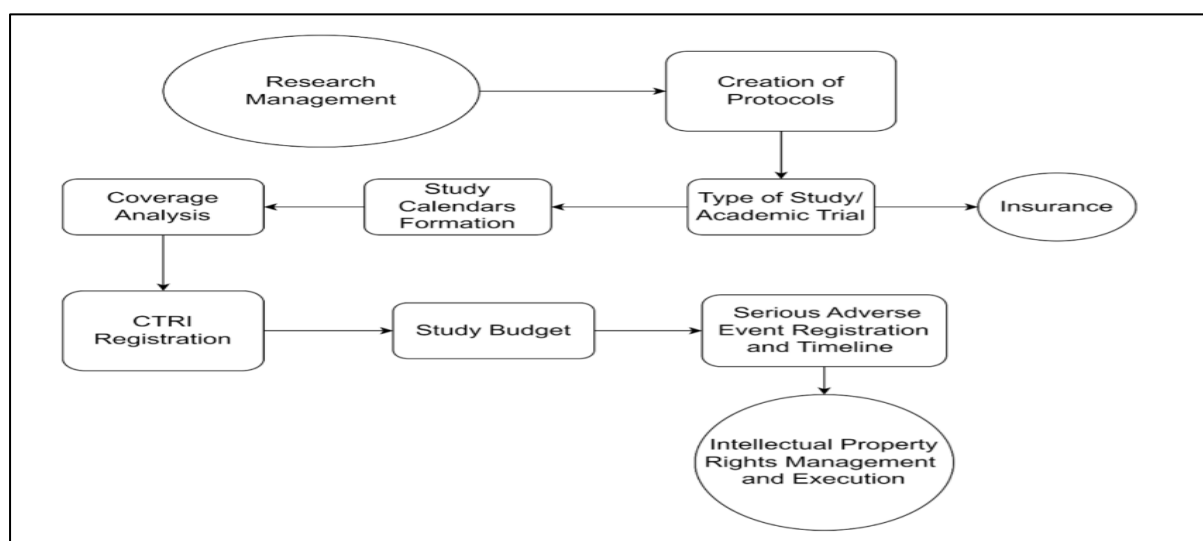 Research
Management
Creation of
Protocols
Coverage
Analysis
Study
Calendars
Formation
Type of Study/
Academic Trial
Insurance
CTRI
Registration
Study Budget
Serious Adverse
Event Registration
and Timeline
Intellectual Property
Rights Management
and Execution